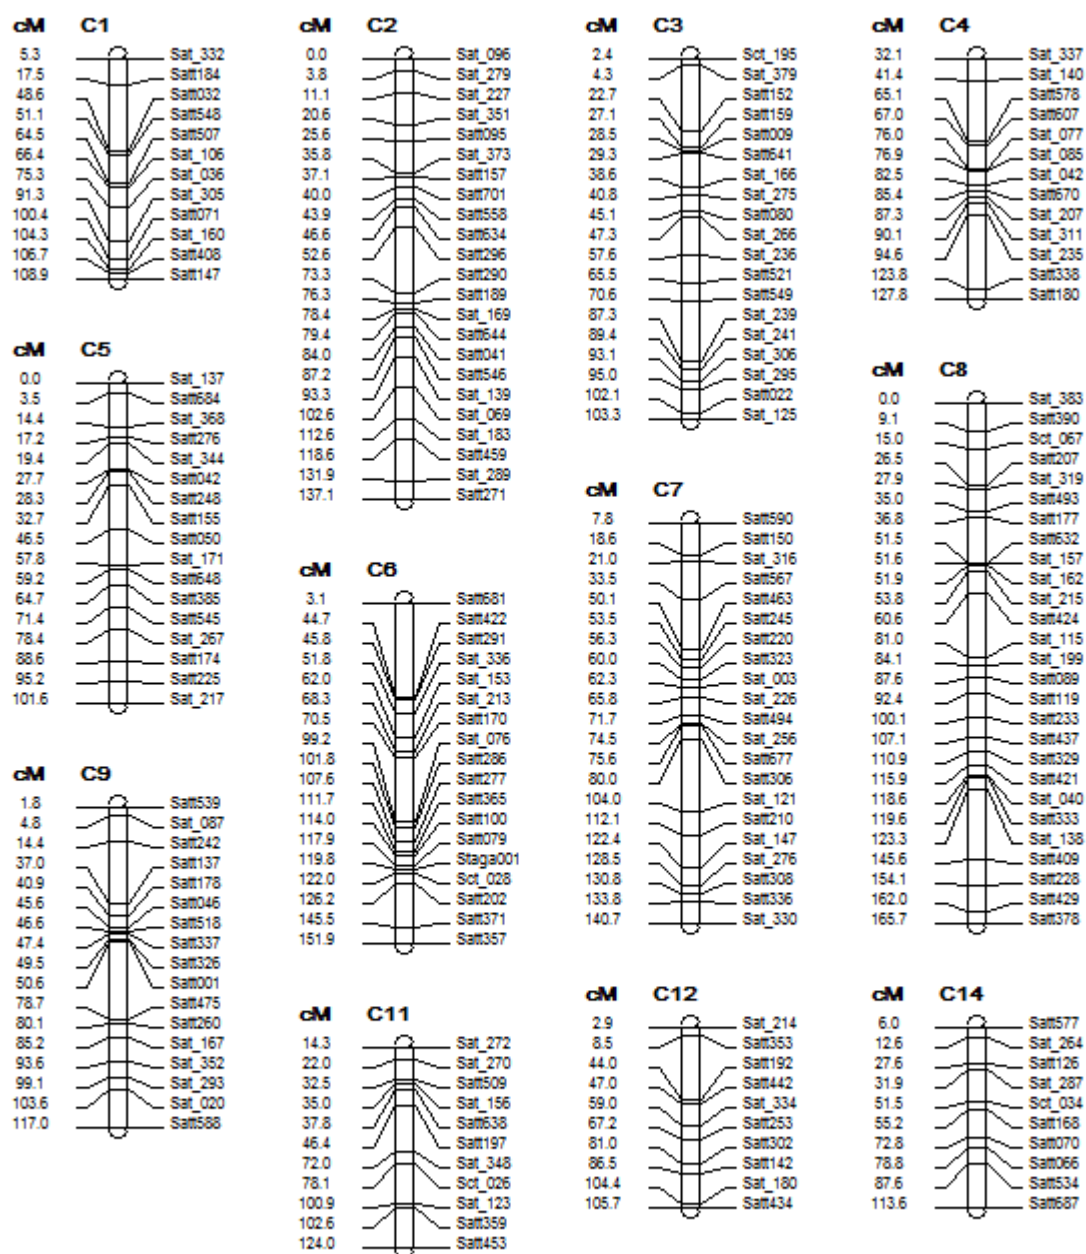 cM C1
5.3 Sat_332
17.5 Satt184
48.6 Satt032
51.1 Satt548
64.5 Satt507
66.4 Sat_106
75.3 Sat_036
91.3 Sat_305
100.4 Satt071
104.3 Sat_160
106.7 Satt408
108.9 Satt147
cM C2
0.0 Sat_096
3.8 Sat_279
11.1 Sat_227
20.6 Sat_351
25.6 Satt095
35.8 Sat_373
37.1 Satt157
40.0 Satt701
43.9 Satt558
46.6 Satt634
52.6 Satt296
73.3 Satt290
76.3 Satt189
78.4 Sat_169
79.4 Satt644
84.0 Satt041
87.2 Satt546
93.3 Sat_139
102.6 Sat_069
112.6 Sat_183
118.6 Satt459
131.9 Sat_289
137.1 Satt271
cM C3
2.4 Sct_195
4.3 Sat_379
22.7 Satt152
27.1 Satt159
28.5 Satt009
29.3 Satt641
38.6 Sat_166
40.8 Sat_275
45.1 Satt080
47.3 Sat_266
57.6 Sat_236
65.5 Satt521
70.6 Satt549
87.3 Sat_239
89.4 Sat_241
93.1 Sat_306
95.0 Sat_295
102.1 Satt022
103.3 Sat_125
cM C4
32.1 Sat_337
41.4 Sat_140
65.1 Satt578
67.0 Satt607
76.0 Sat_077
76.9 Sat_085
82.5 Sat_042
85.4 Satt670
87.3 Sat_207
90.1 Sat_311
94.6 Sat_235
123.8 Satt338
127.8 Satt180
cM C5
0.0 Sat_137
3.5 Satt684
14.4 Sat_368
17.2 Satt276
19.4 Sat_344
27.7 Satt042
28.3 Satt248
32.7 Satt155
46.5 Satt050
57.8 Sat_171
59.2 Satt648
64.7 Satt385
71.4 Satt545
78.4 Sat_267
88.6 Satt174
95.2 Satt225
101.6 Sat_217
cM C6
3.1 Satt681
44.7 Satt422
45.8 Satt291
51.8 Sat_336
62.0 Sat_153
68.3 Sat_213
70.5 Satt170
99.2 Sat_076
101.8 Satt286
107.6 Satt277
111.7 Satt365
114.0 Satt100
117.9 Satt079
119.8 Staga001
122.0 Sct_028
126.2 Satt202
145.5 Satt371
151.9 Satt357
cM C7
7.8 Satt590
18.6 Satt150
21.0 Sat_316
33.5 Satt567
50.1 Satt463
53.5 Satt245
56.3 Satt220
60.0 Satt323
62.3 Sat_003
65.8 Sat_226
71.7 Satt494
74.5 Sat_256
75.6 Satt677
80.0 Satt306
104.0 Sat_121
112.1 Satt210
122.4 Sat_147
128.5 Sat_276
130.8 Satt308
133.8 Satt336
140.7 Sat_330
cM C8
0.0 Sat_383
9.1 Satt390
15.0 Sct_067
26.5 Satt207
27.9 Sat_319
35.0 Satt493
36.8 Satt177
51.5 Satt632
51.6 Sat_157
51.9 Sat_162
53.8 Sat_215
60.6 Satt424
81.0 Sat_115
84.1 Sat_199
87.6 Satt089
92.4 Satt119
100.1 Satt233
107.1 Satt437
110.9 Satt329
115.9 Satt421
118.6 Sat_040
119.6 Satt333
123.3 Sat_138
145.6 Satt409
154.1 Satt228
162.0 Satt429
165.7 Satt378
cM C9
1.8 Satt539
4.8 Sat_087
14.4 Satt242
37.0 Satt137
40.9 Satt178
45.6 Satt046
46.6 Satt518
47.4 Satt337
49.5 Satt326
50.6 Satt001
78.7 Satt475
80.1 Satt260
85.2 Sat_167
93.6 Sat_352
99.1 Sat_293
103.6 Sat_020
117.0 Satt588
cM C11
14.3 Sat_272
22.0 Sat_270
32.5 Satt509
35.0 Sat_156
37.8 Satt638
46.4 Satt197
72.0 Sat_348
78.1 Sct_026
100.9 Sat_123
102.6 Satt359
124.0 Satt453
cM C12
2.9 Sat_214
8.5 Satt353
44.0 Satt192
47.0 Satt442
59.0 Sat_334
67.2 Satt253
81.0 Satt302
86.5 Satt142
104.4 Sat_180
105.7 Satt434
cM C14
6.0 Satt577
12.6 Sat_264
27.6 Satt126
31.9 Sat_287
51.5 Sct_034
55.2 Satt168
72.8 Satt070
78.8 Satt066
87.6 Satt534
113.6 Satt687